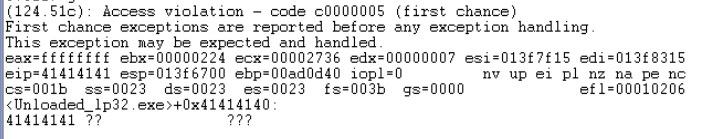 (124.51c): Access violation - code c0000005 (first chance)
First chance exceptions are reported before any exception handling.
This exception may be expected and handled.
eax=ffffffff ebx=00000224 ecx=00002736 edx=00000007 esi=013f7f15 edi=013f8315
eip=41414141 esp=013f6700 ebp=00ad0d40 iopl=0         nv up ei pl nz na pe nc
cs=001b  ss=0023  ds=0023  es=0023  fs=003b  gs=0000             efl=00010206
<Unloaded_lp32.exe>+0x41414140:
41414141 ??              ???